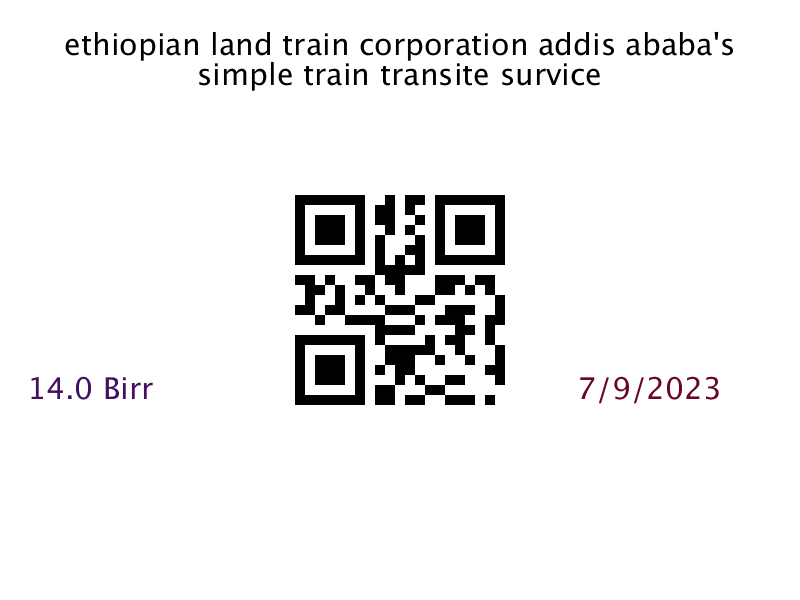 ethiopian land train corporation addis ababa's
simple train transite survice
14.0 Birr
7/9/2023